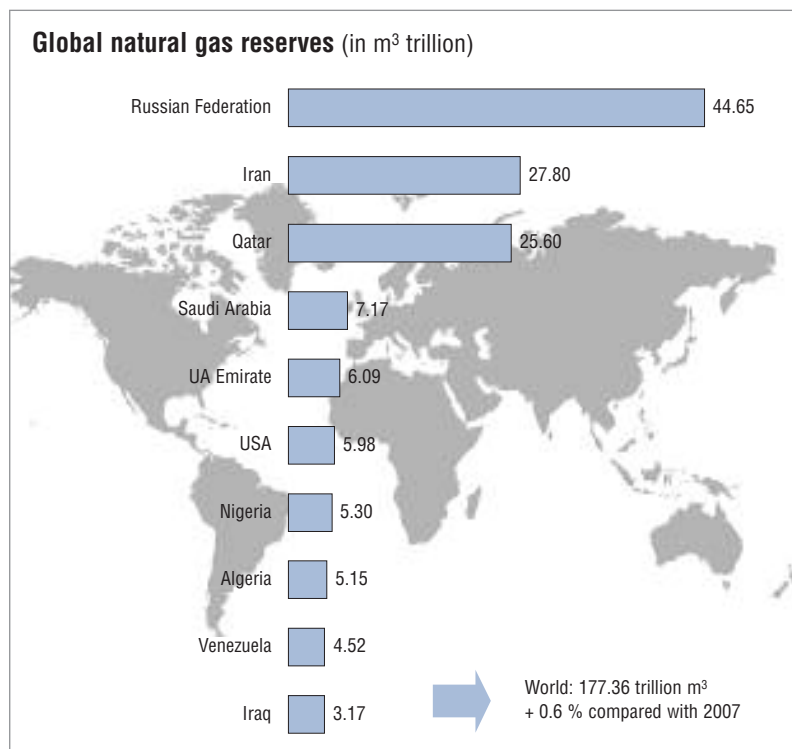 Global natural gas reserves (in m³ trillion)
Russian Federation 44.65
Iran 27.80
Qatar 25.60
Saudi Arabia 7.17
UA Emirate 6.09
USA 5.98
Nigeria 5.30
Algeria 5.15
Venezuela 4.52
Iraq 3.17
World: 177.36 trillion m³
+ 0.6 % compared with 2007